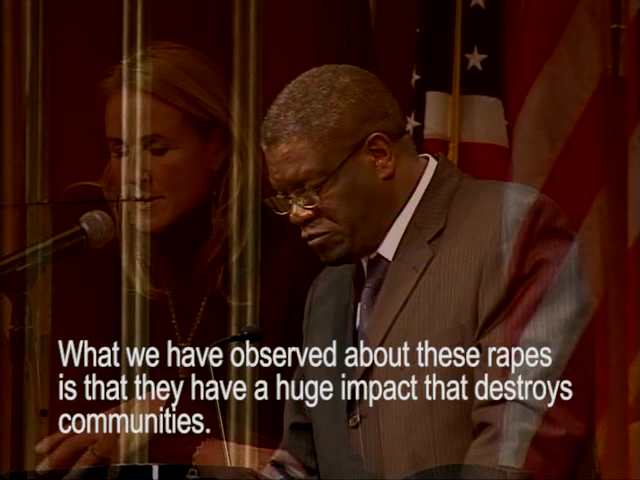 What we have observed about these rapes
is that they have a huge impact that destroys
communities.